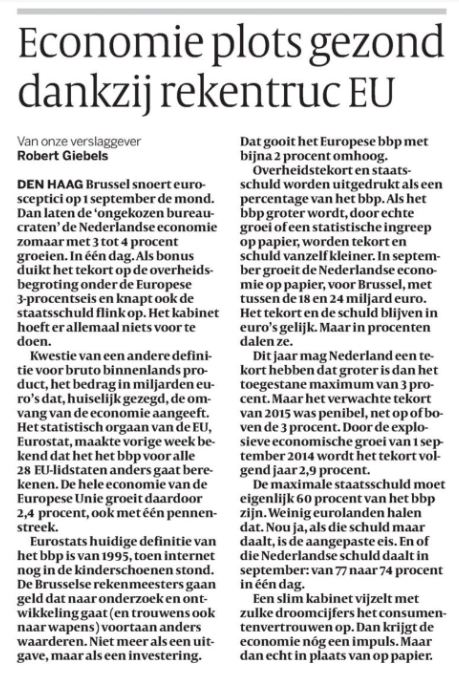 Economie plots gezond
dankzij rekentruc EU
Van onze verslaggever
Robert Giebels
DEN HAAG Brussel snoert euro-
sceptici op 1 september de mond.
Dan laten de ‘ongekozen bureau-
craten’ de Nederlandse economie
zomaar met 3 tot 4 procent
groeien. In één dag. Als bonus
duikt het tekort op de overheids-
begroting onder de Europese
3-procentseis en knapt ook de
staatsschuld flink op. Het kabinet
hoeft er allemaal niets voor te
doen.
Kwestie van een andere defini-
tie voor bruto binnenlands pro-
duct, het bedrag in miljarden eu-
ro’s dat, huiselijk gezegd, de om-
vang van de economie aangeeft.
Het statistisch orgaan van de EU,
Eurostat, maakte vorige week be-
kend dat het het bbp voor alle
28 EU-lidstaten anders gaat bere-
kenen. De hele economie van de
Europese Unie groeit daardoor
2,4 procent, ook met één pennen-
streek.
Eurostats huidige definitie van
het bbp is van 1995, toen internet
nog in de kinderschoenen stond.
De Brusselse rekenmeesters gaan
geld dat naar onderzoek en ont-
wikkeling gaat (en trouwens ook
naar wapens) voortaan anders
waarderen. Niet meer als een uit-
gave, maar als een investering.
Dat gooit het Europese bbp met
bijna 2 procent omhoog.
Overheidstekort en staats-
schuld worden uitgedrukt als een
percentage van het bbp. Als het
bbp groter wordt, door echte
groei of een statistische ingreep
op papier, worden tekort en
schuld vanzelf kleiner. In septem-
ber groeit de Nederlandse econo-
mie op papier, voor Brussel, met
tussen de 18 en 24 miljard euro.
Het tekort en de schuld blijven in
euro’s gelijk. Maar in procenten
dalen ze.
Dit jaar mag Nederland een te-
kort hebben dat groter is dan het
toegestane maximum van 3 pro-
cent. Maar het verwachte tekort
van 2015 was penibel, net op of bo-
ven de 3 procent. Door de explo-
sieve economische groei van 1 sep-
tember 2014 wordt het tekort vol-
gend jaar 2,9 procent.
De maximale staatsschuld moet
eigenlijk 60 procent van het bbp
zijn. Weinig eurolanden halen
dat. Nou ja, als die schuld maar
daalt, is de aangepaste eis. En of
die Nederlandse schuld daalt in
september: van 77 naar 74 procent
in één dag.
Een slim kabinet vijzelt met
zulke droomcijfers het consumen-
tenvertrouwen op. Dan krijgt de
economie nóg een impuls. Maar
dan echt in plaats van op papier.